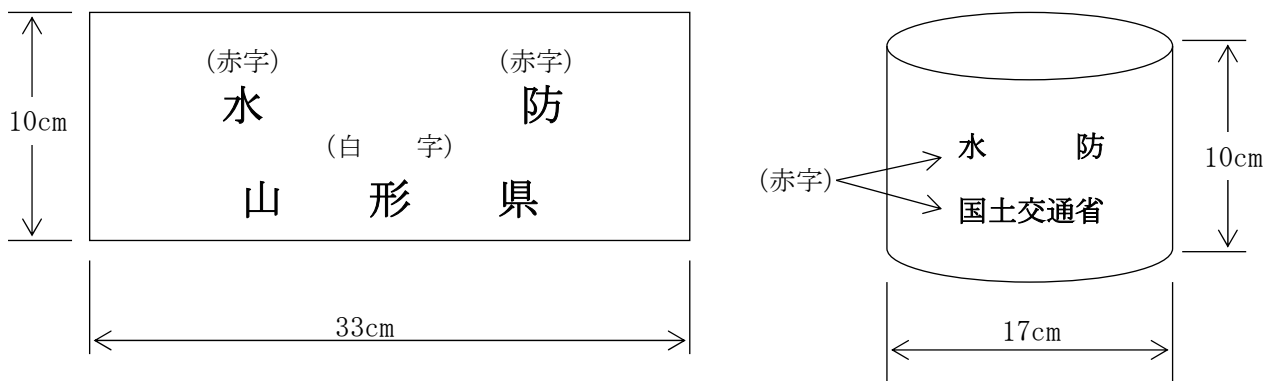 (赤字) (赤字)
水 防
(白 字)
山 形 県
10cm
33cm
水 防
(赤字)
国土交通省
10cm
17cm